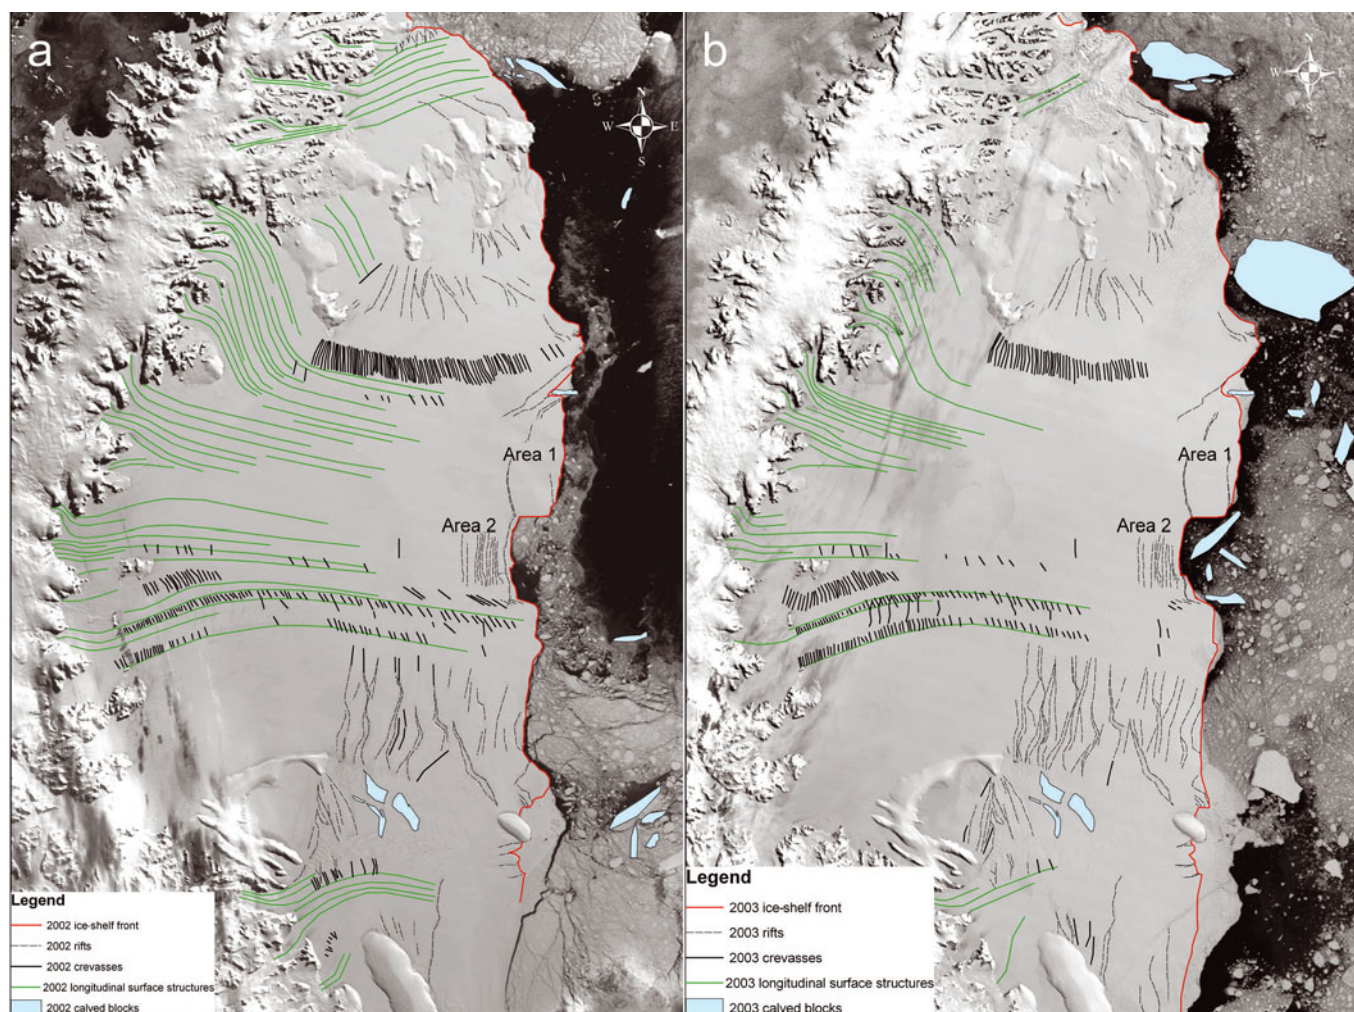 a
N
W E
S
Area 1
Area 2
Legend
2002 ice-shelf front
2002 rifts
2002 crevasses
2002 longitudinal surface structures
2002 calved blocks
b
N
W E
S
Area 1
Area 2
Legend
2003 ice-shelf front
2003 rifts
2003 crevasses
2003 longitudinal surface structures
2003 calved blocks